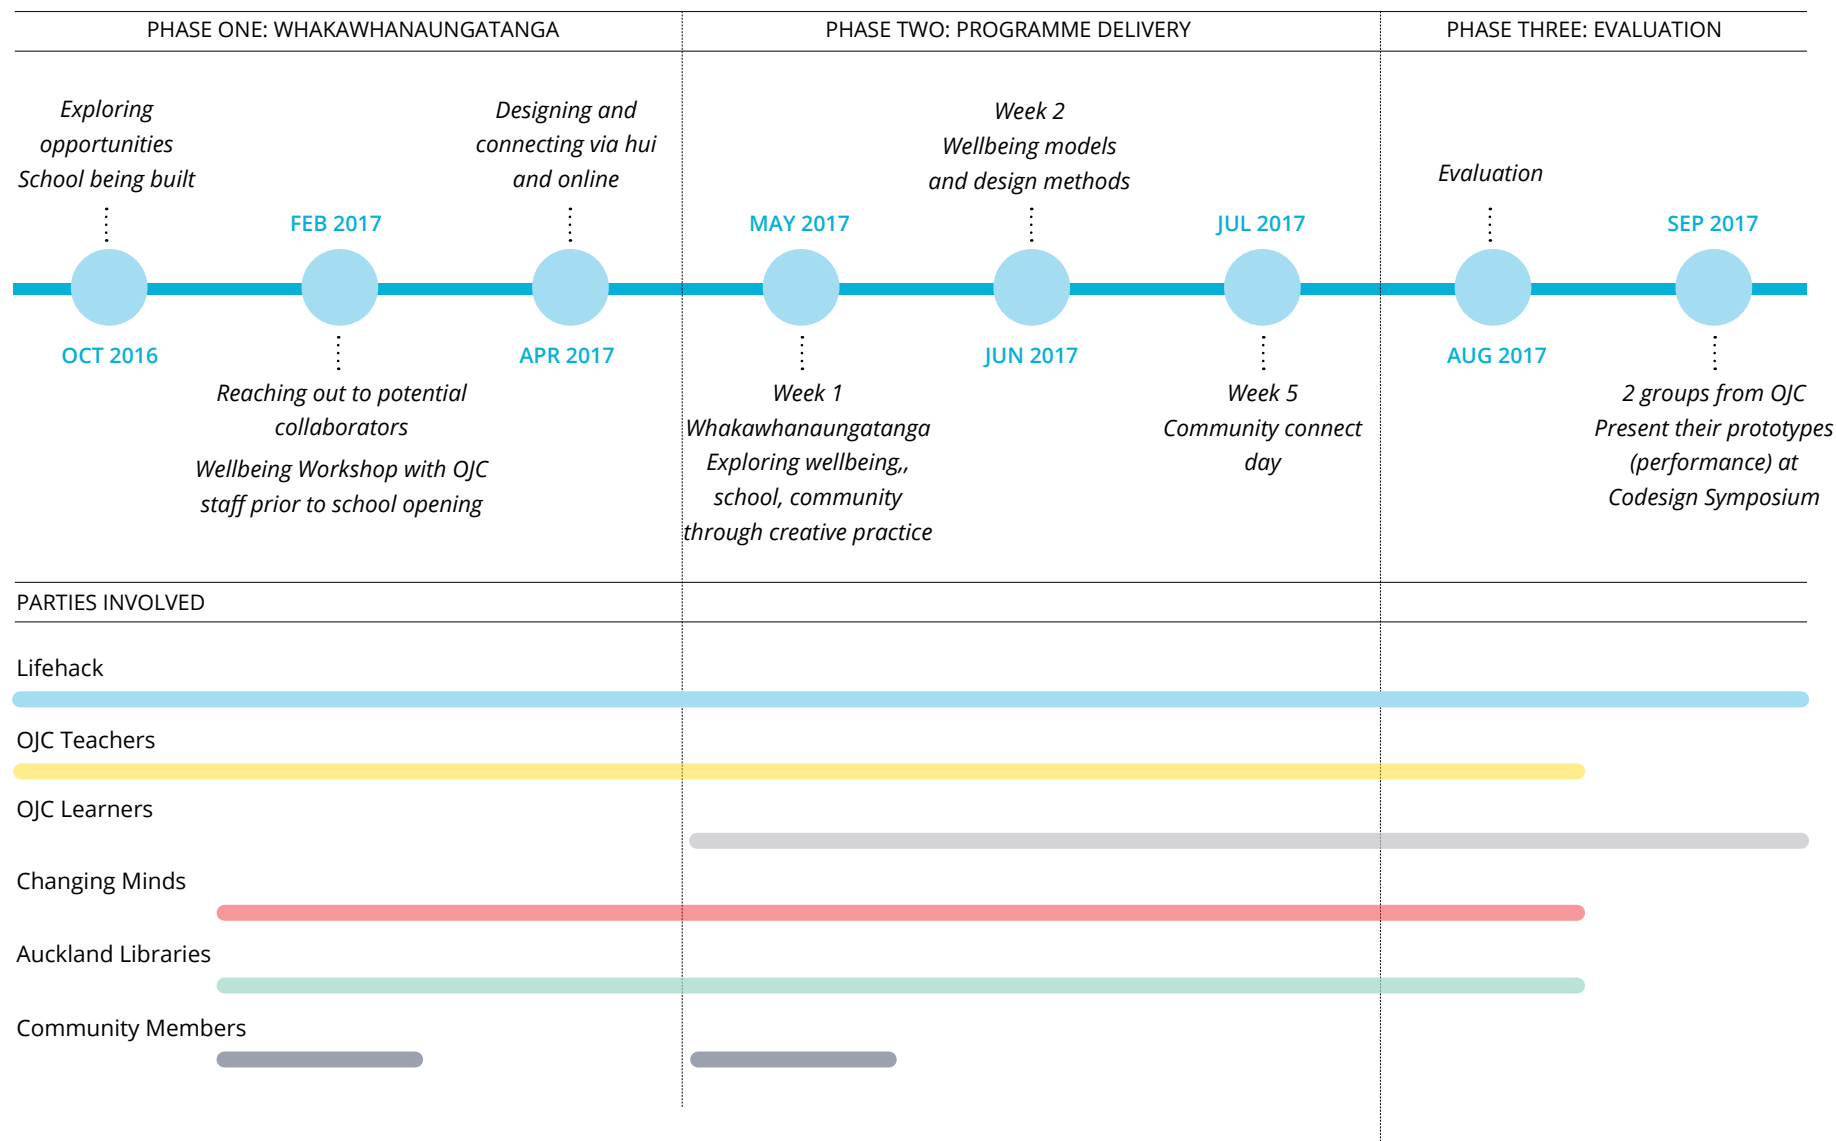 PHASE ONE: WHAKAWHANAUNGATANGA
PHASE TWO: PROGRAMME DELIVERY
PHASE THREE: EVALUATION
Exploring
opportunities
School being built
OCT 2016
FEB 2017
Reaching out to potential
collaborators
Wellbeing Workshop with OJC
staff prior to school opening
Designing and
connecting via hui
and online
APR 2017
MAY 2017
Week 1
Whakawhanaungatanga
Exploring wellbeing,,
school, community
through creative practice
Week 2
Wellbeing models
and design methods
JUN 2017
JUL 2017
Week 5
Community connect
day
Evaluation
AUG 2017
SEP 2017
2 groups from OJC
Present their prototypes
(performance) at
Codesign Symposium
PARTIES INVOLVED
Lifehack
OJC Teachers
OJC Learners
Changing Minds
Auckland Libraries
Community Members